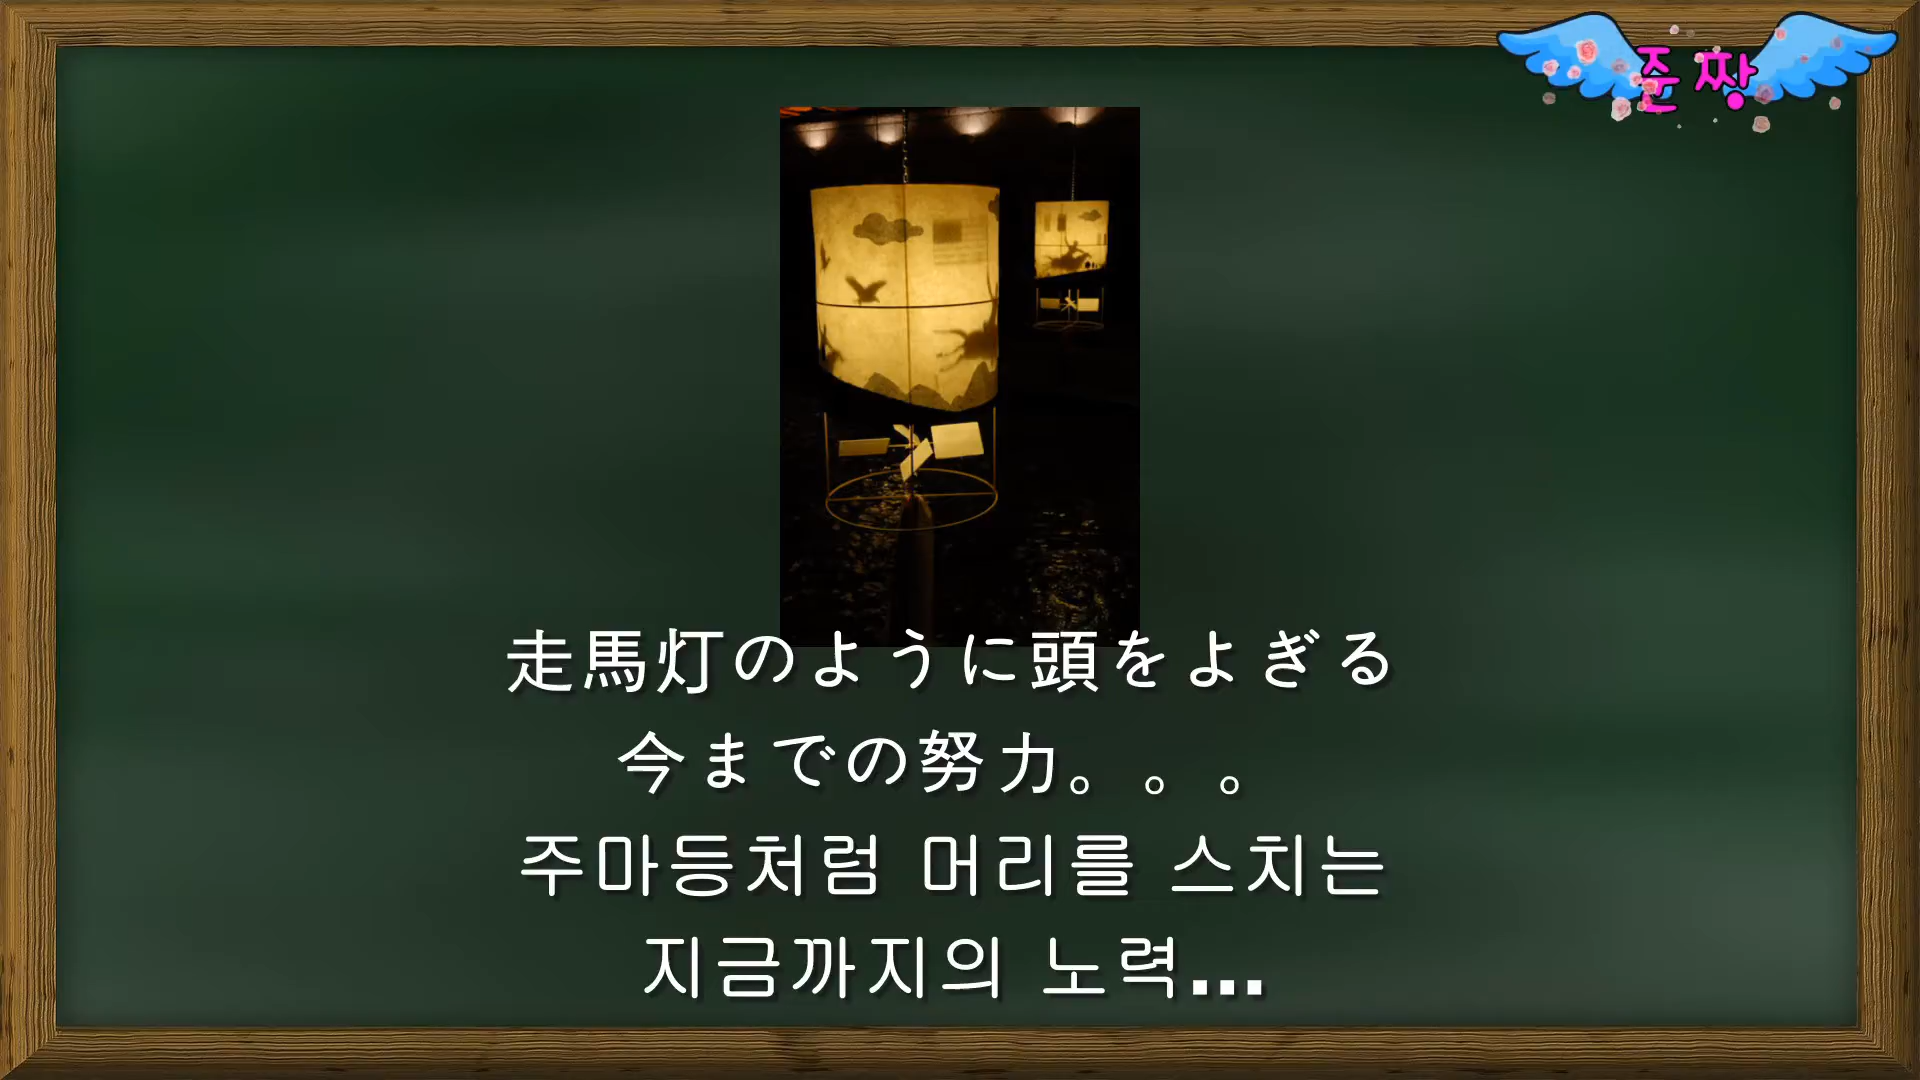 준짱
走馬灯のように頭をよぎる
今までの努力。。。
주마등처럼 머리를 스치는
지금까지의 노력...